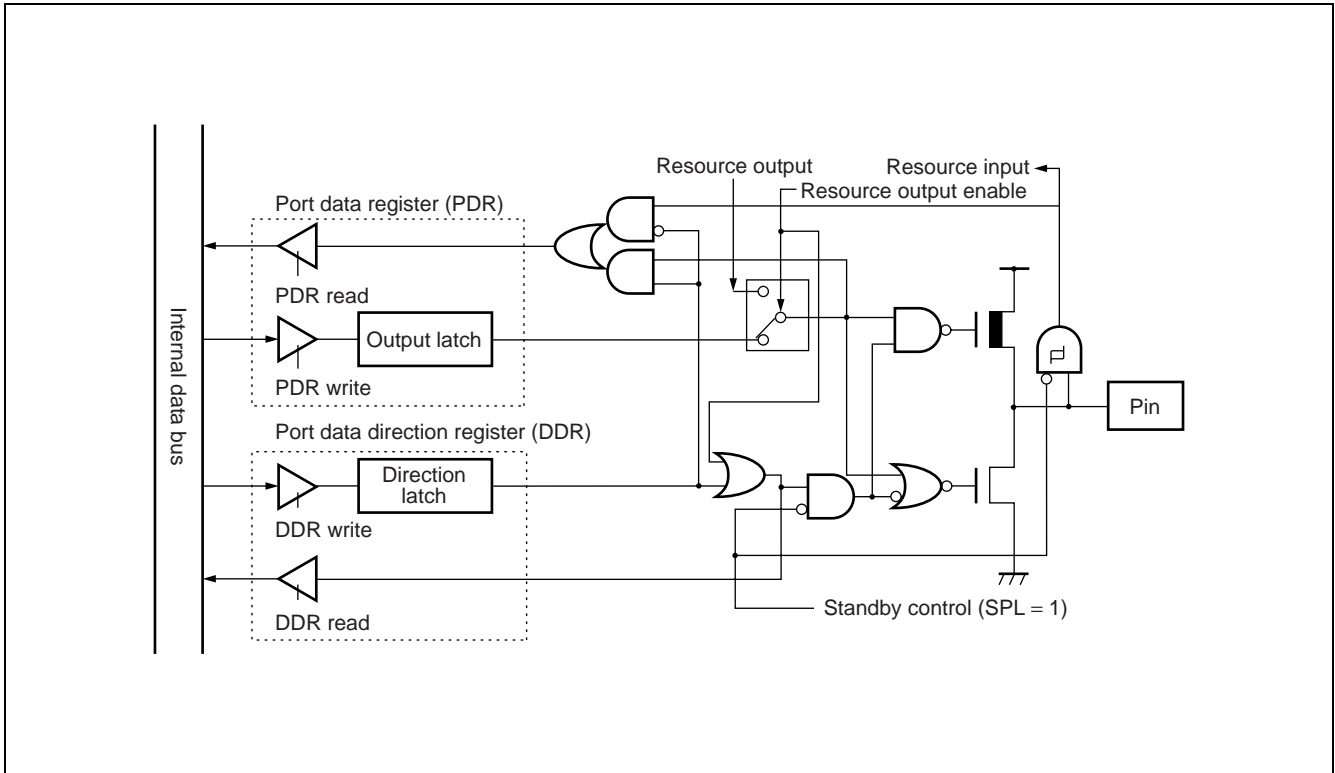 Resource output
Resource input
Resource output enable
Port data register (PDR)
PDR read
Output latch
PDR write
Internal data bus
Pin
Port data direction register (DDR)
Direction
latch
DDR write
DDR read
Standby control (SPL = 1)